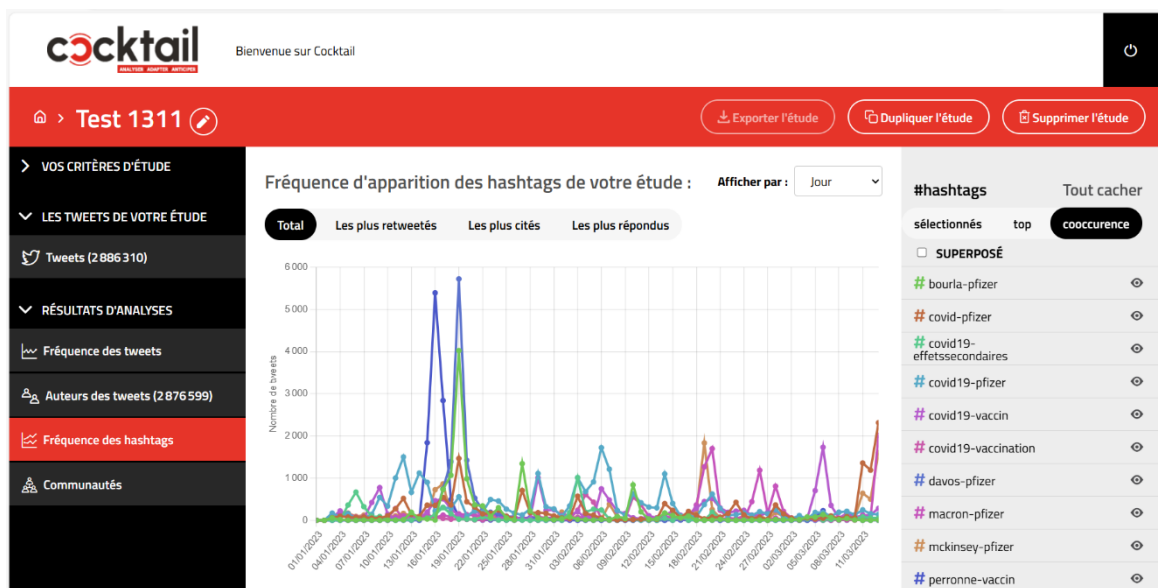 cocktail
ANALYSER ADAPTER ANTICIPER
Bienvenue sur Cocktail
> Test 1311
Exporter l'étude
Dupliquer l'étude
Supprimer l'étude
VOS CRITÈRES D'ÉTUDE
LES TWEETS DE VOTRE ÉTUDE
Tweets (2 886 310)
RÉSULTATS D'ANALYSES
Fréquence des tweets
Auteurs des tweets (2 876 599)
Fréquence des hashtags
Communautés
Fréquence d'apparition des hashtags de votre étude :
Afficher par :
Jour
Total
Les plus retweetés
Les plus cités
Les plus répondus
Nombre de tweets
6 000
5 000
4 000
3 000
2 000
1 000
0
01/01/2023
04/01/2023
07/01/2023
10/01/2023
13/01/2023
16/01/2023
19/01/2023
22/01/2023
25/01/2023
28/01/2023
31/01/2023
03/02/2023
06/02/2023
09/02/2023
12/02/2023
15/02/2023
18/02/2023
21/02/2023
24/02/2023
27/02/2023
02/03/2023
05/03/2023
08/03/2023
11/03/2023
#hashtags
Tout cacher
sélectionnés
top
cooccurence
SUPERPOSÉ
# bourla-pfizer
# covid-pfizer
# covid19-
effetssecondaires
# covid19-pfizer
# covid19-vaccin
# covid19-vaccination
# davos-pfizer
# macron-pfizer
# mckinsey-pfizer
# perronne-vaccin